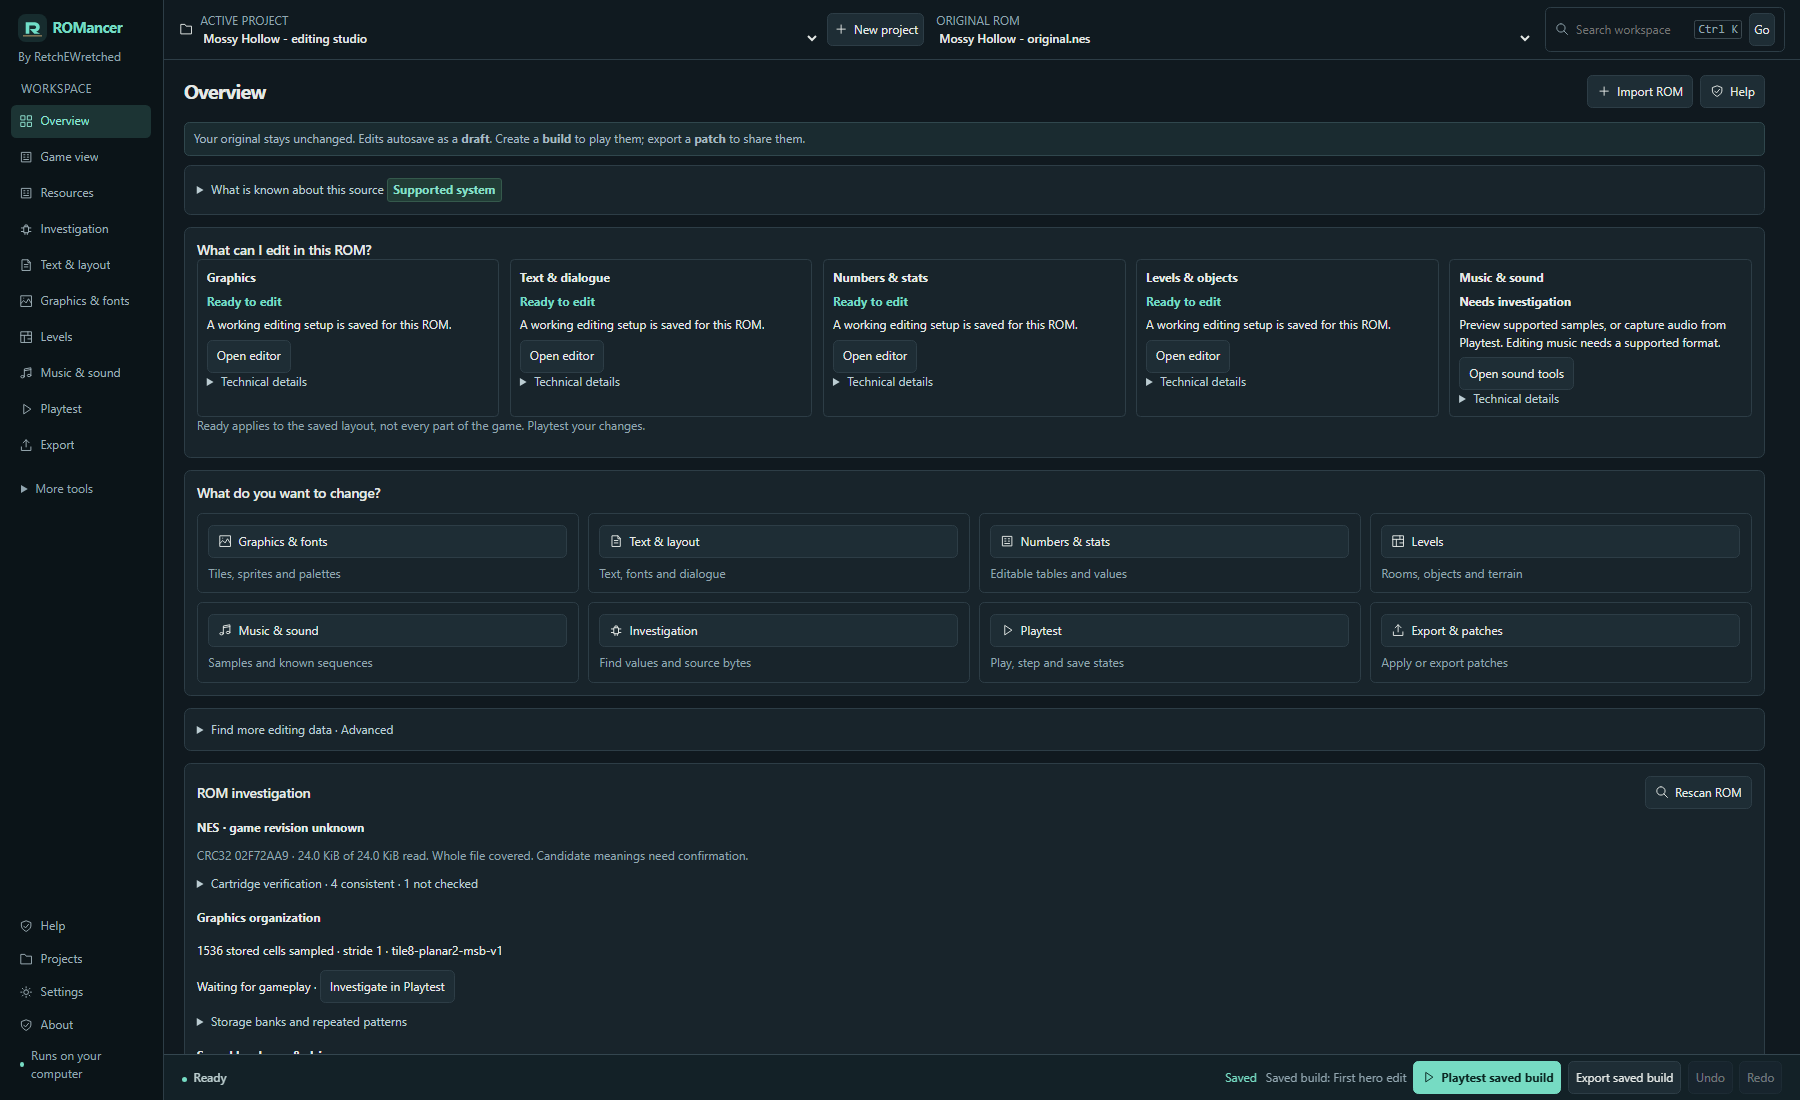 ROMancer
By RetchEWretched
WORKSPACE
Overview
Game view
Resources
Investigation
Text & layout
Graphics & fonts
Levels
Music & sound
Playtest
Export
More tools
Help
Projects
Settings
About
Runs on your
computer
ACTIVE PROJECT
Mossy Hollow - editing studio
New project
ORIGINAL ROM
Mossy Hollow - original.nes
Search workspace
Ctrl K
Go
Overview
Import ROM
Help
Your original stays unchanged. Edits autosave as a draft. Create a build to play them; export a patch to share them.
What is known about this source Supported system
What can I edit in this ROM?
Graphics
Ready to edit
A working editing setup is saved for this ROM.
Open editor
Technical details
Text & dialogue
Ready to edit
A working editing setup is saved for this ROM.
Open editor
Technical details
Numbers & stats
Ready to edit
A working editing setup is saved for this ROM.
Open editor
Technical details
Levels & objects
Ready to edit
A working editing setup is saved for this ROM.
Open editor
Technical details
Music & sound
Needs investigation
Preview supported samples, or capture audio from
Playtest. Editing music needs a supported format.
Open sound tools
Technical details
Ready applies to the saved layout, not every part of the game. Playtest your changes.
What do you want to change?
Graphics & fonts
Tiles, sprites and palettes
Text & layout
Text, fonts and dialogue
Numbers & stats
Editable tables and values
Levels
Rooms, objects and terrain
Music & sound
Samples and known sequences
Investigation
Find values and source bytes
Playtest
Play, step and save states
Export & patches
Apply or export patches
Find more editing data · Advanced
ROM investigation
Rescan ROM
NES · game revision unknown
CRC32 02F72AA9 · 24.0 KiB of 24.0 KiB read. Whole file covered. Candidate meanings need confirmation.
Cartridge verification · 4 consistent · 1 not checked
Graphics organization
1536 stored cells sampled · stride 1 · tile8-planar2-msb-v1
Waiting for gameplay · Investigate in Playtest
Storage banks and repeated patterns
Ready
Saved
Saved build: First hero edit
Playtest saved build
Export saved build
Undo
Redo